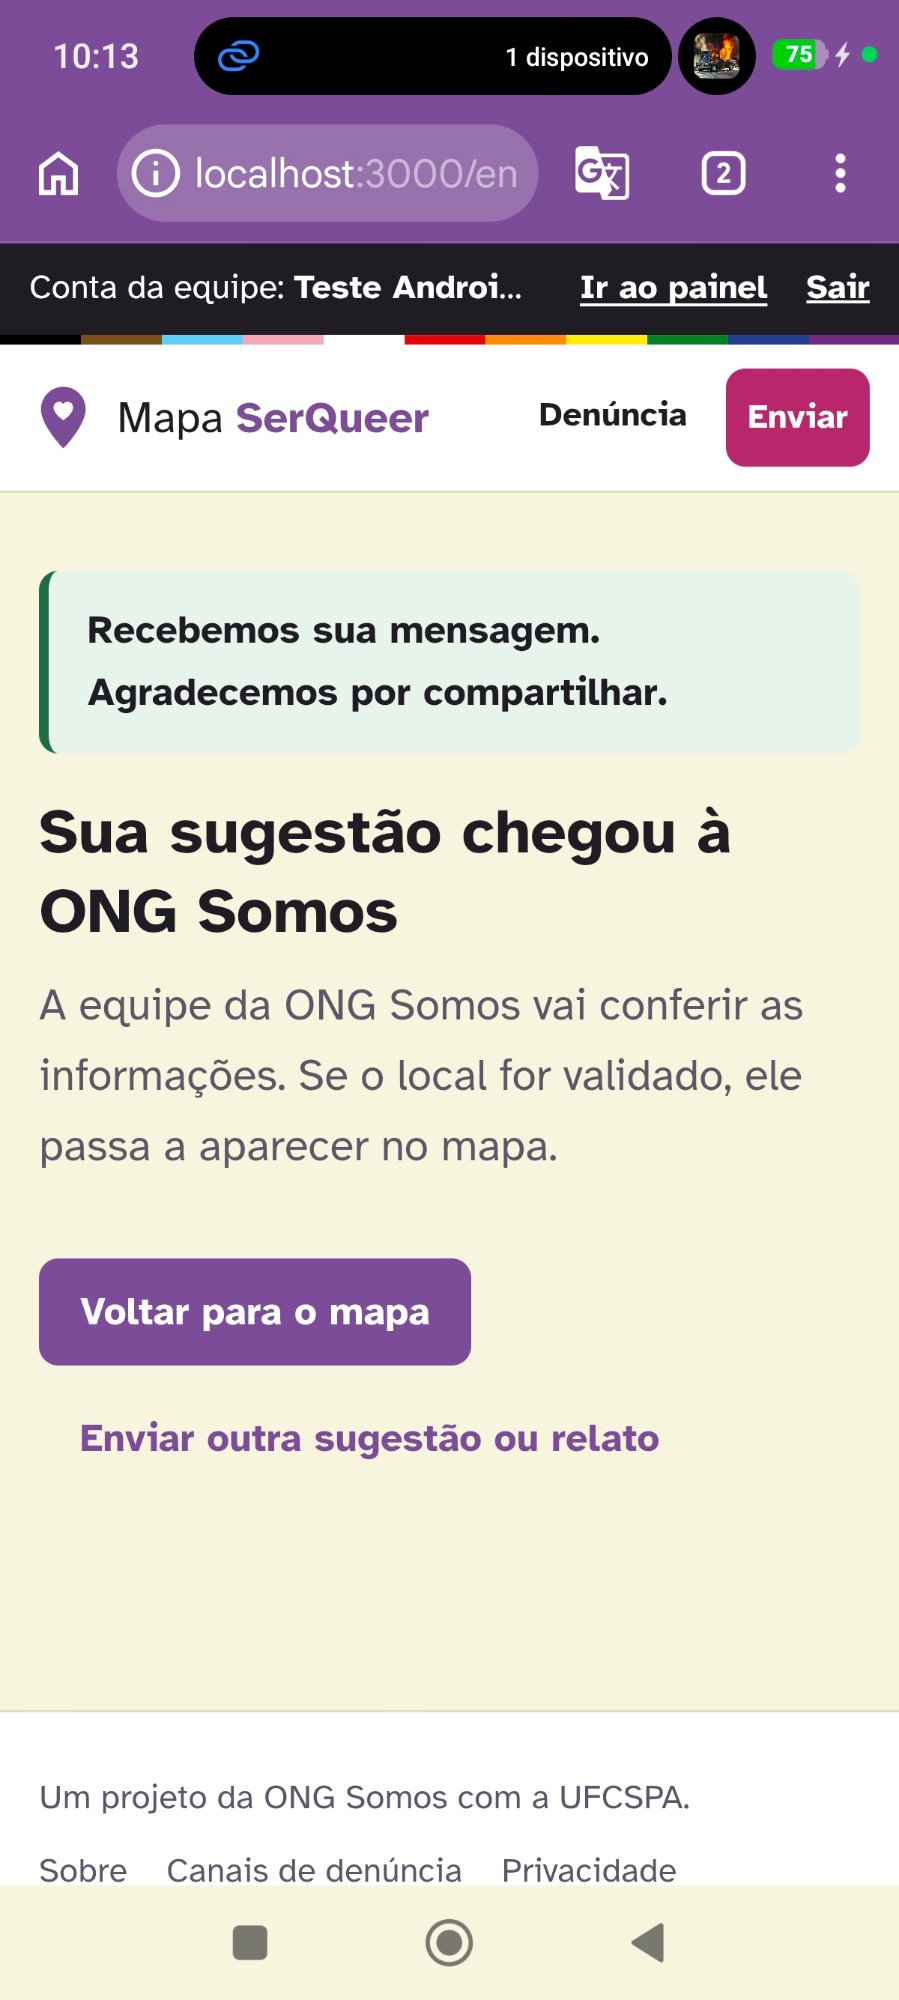 10:13
1 dispositivo
75
localhost:3000/en
2
Conta da equipe: Teste Androi... Ir ao painel Sair
Mapa SerQueer Denúncia Enviar
Recebemos sua mensagem.
Agradecemos por compartilhar.
Sua sugestão chegou à
ONG Somos
A equipe da ONG Somos vai conferir as
informações. Se o local for validado, ele
passa a aparecer no mapa.
Voltar para o mapa
Enviar outra sugestão ou relato
Um projeto da ONG Somos com a UFCSPA.
Sobre Canais de denúncia Privacidade